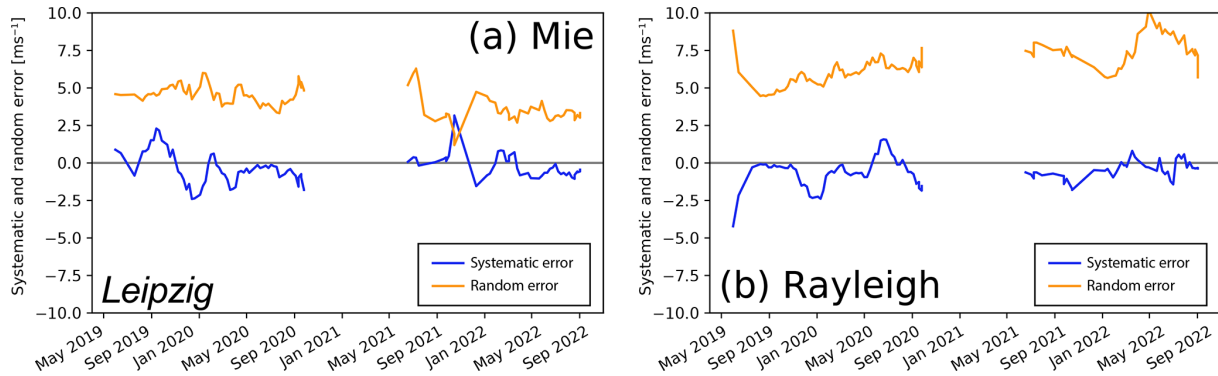 Systematic and random error [ms⁻¹]
10.0
7.5
5.0
2.5
0.0
−2.5
−5.0
−7.5
−10.0
(a) Mie
Leipzig
Systematic error
Random error
May 2019
Sep 2019
Jan 2020
May 2020
Sep 2020
Jan 2021
May 2021
Sep 2021
Jan 2022
May 2022
Sep 2022
Systematic and random error [ms⁻¹]
10.0
7.5
5.0
2.5
0.0
−2.5
−5.0
−7.5
−10.0
(b) Rayleigh
Systematic error
Random error
May 2019
Sep 2019
Jan 2020
May 2020
Sep 2020
Jan 2021
May 2021
Sep 2021
Jan 2022
May 2022
Sep 2022